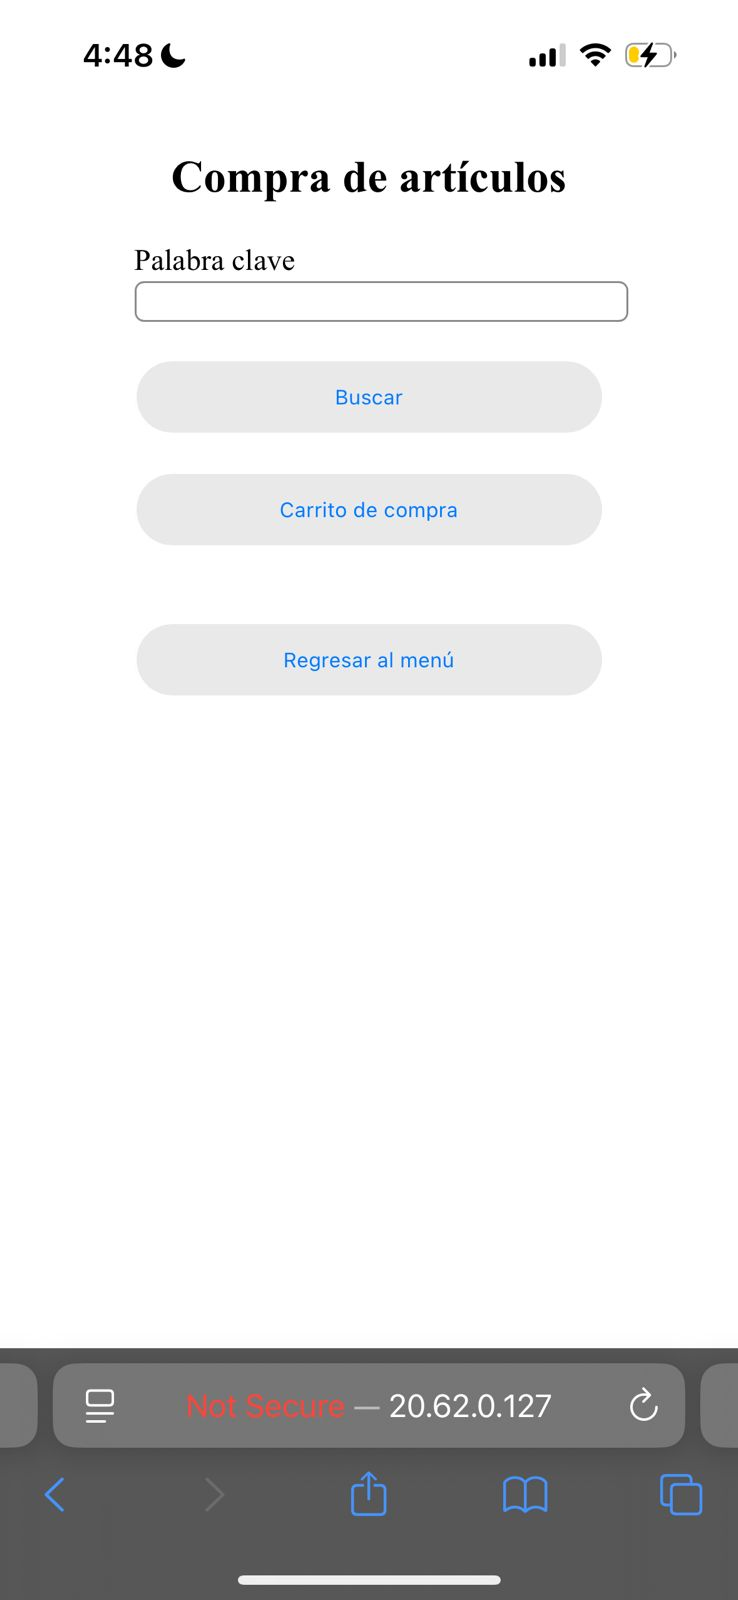 4:48
Compra de artículos
Palabra clave
Buscar
Carrito de compra
Regresar al menú
Not Secure — 20.62.0.127